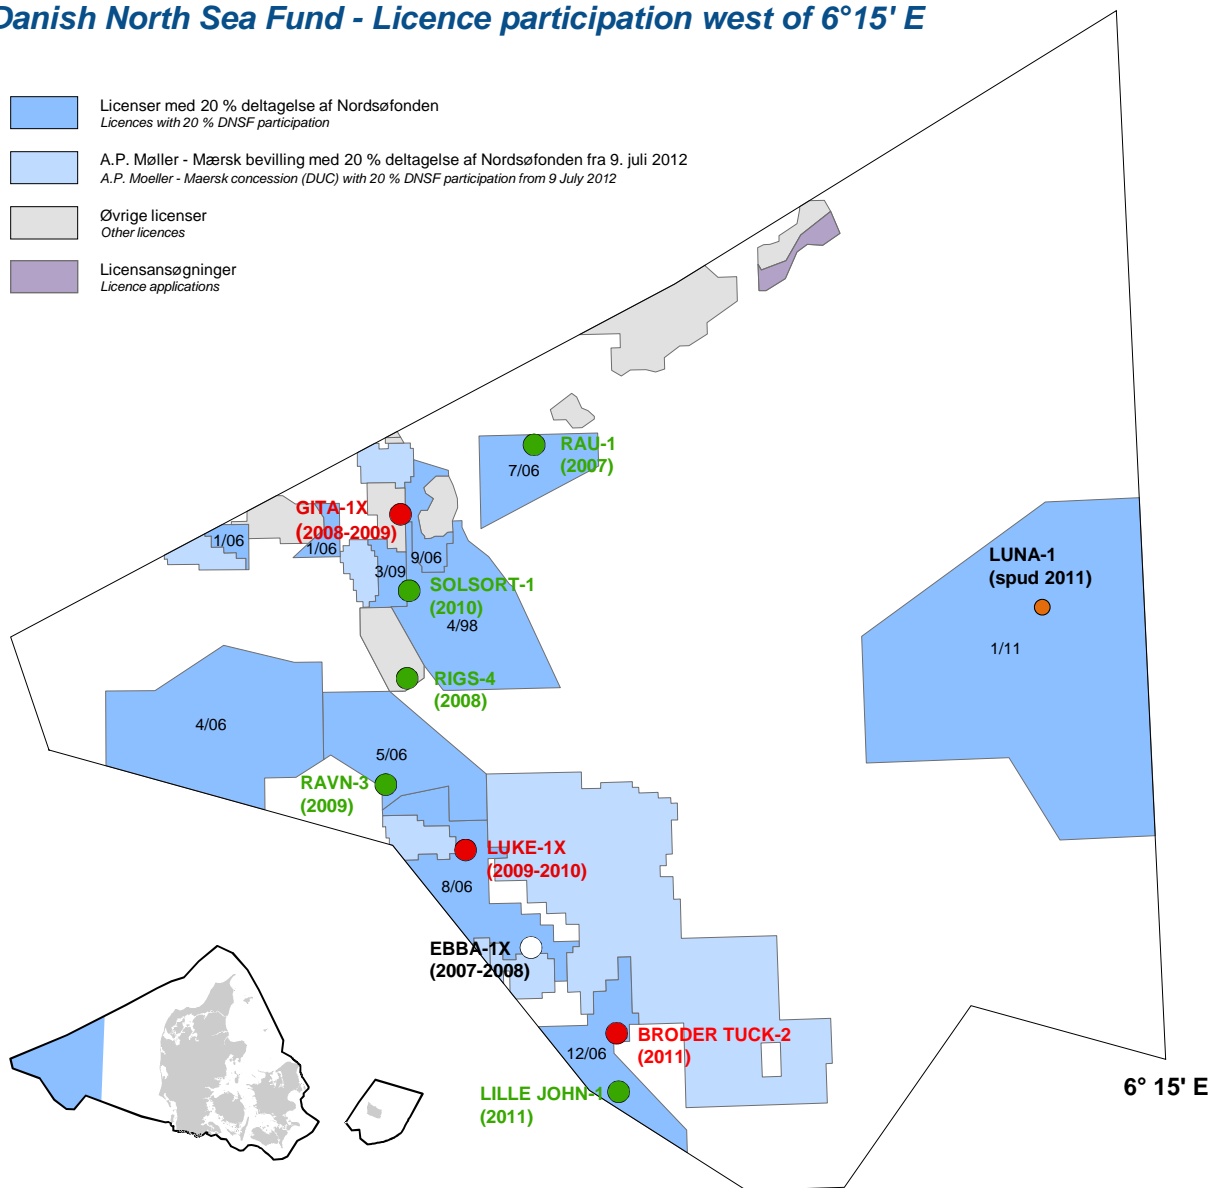 Danish North Sea Fund - Licence participation west of 6°15' E
Licenser med 20 % deltagelse af Nordsøfonden
Licences with 20 % DNSF participation
A.P. Møller - Mærsk bevilling med 20 % deltagelse af Nordsøfonden fra 9. juli 2012
A.P. Moeller - Maersk concession (DUC) with 20 % DNSF participation from 9 July 2012
Øvrige licenser
Other licences
Licensansøgninger
Licence applications
RAU-1
(2007)
7/06
GITA-1X
(2008-2009)
1/06
1/06
9/06
3/09
SOLSORT-1
(2010)
4/98
LUNA-1
(spud 2011)
1/11
RIGS-4
(2008)
4/06
5/06
RAVN-3
(2009)
LUKE-1X
(2009-2010)
8/06
EBBA-1X
(2007-2008)
BRODER TUCK-2
(2011)
12/06
LILLE JOHN-1
(2011)
6° 15' E